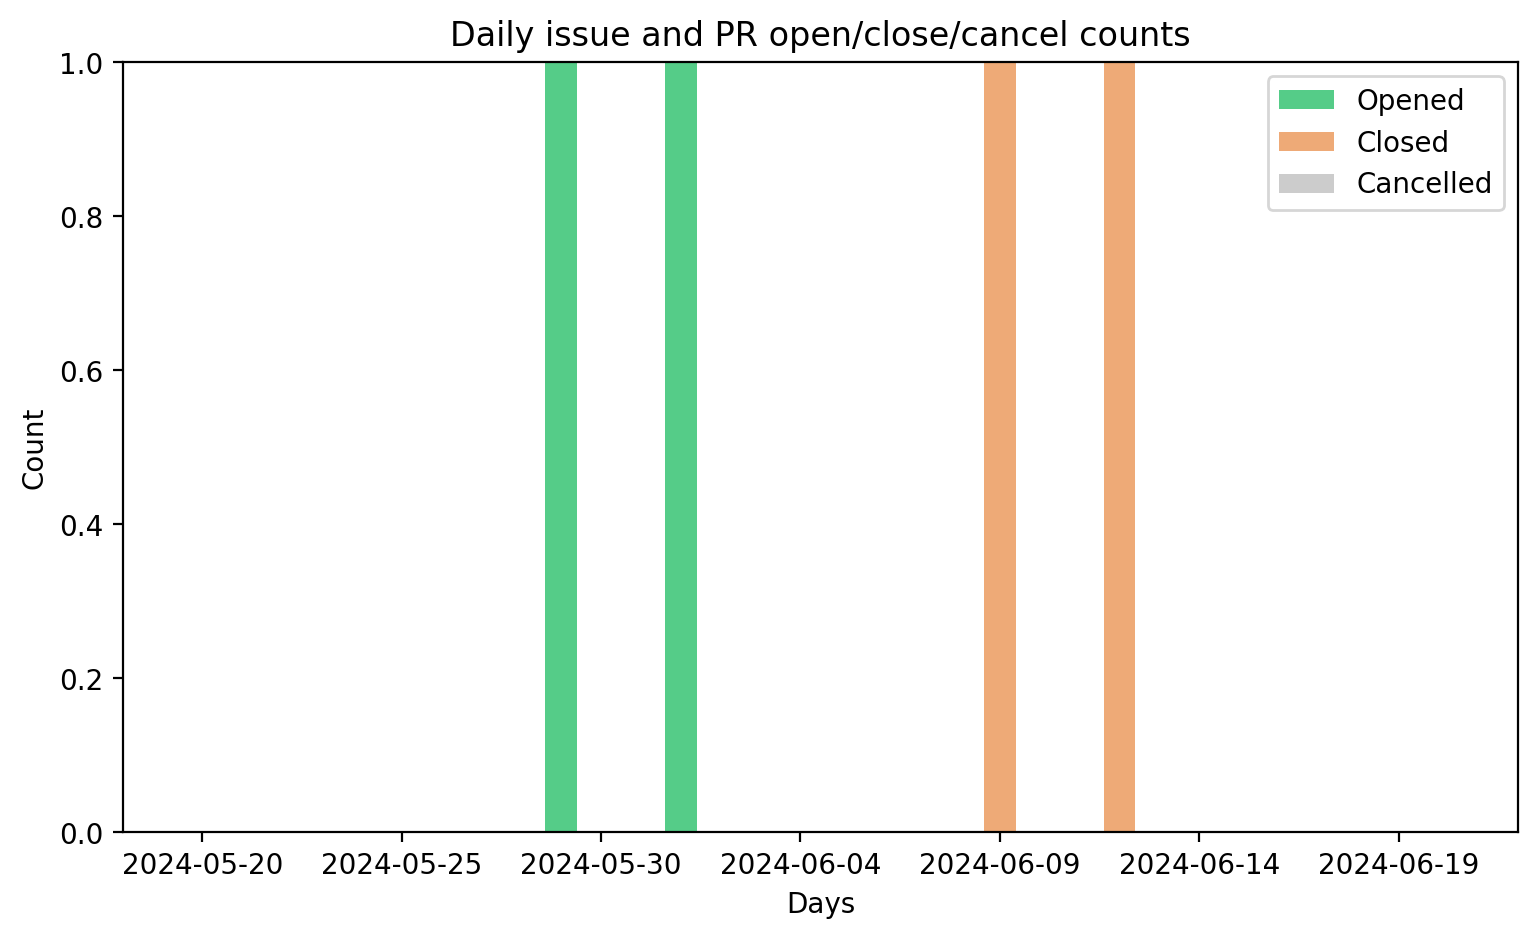 Daily issue and PR open/close/cancel counts
Opened
Closed
Cancelled
1.0
0.8
0.6
0.4
0.2
0.0
Count
2024-05-20 2024-05-25 2024-05-30 2024-06-04 2024-06-09 2024-06-14 2024-06-19
Days